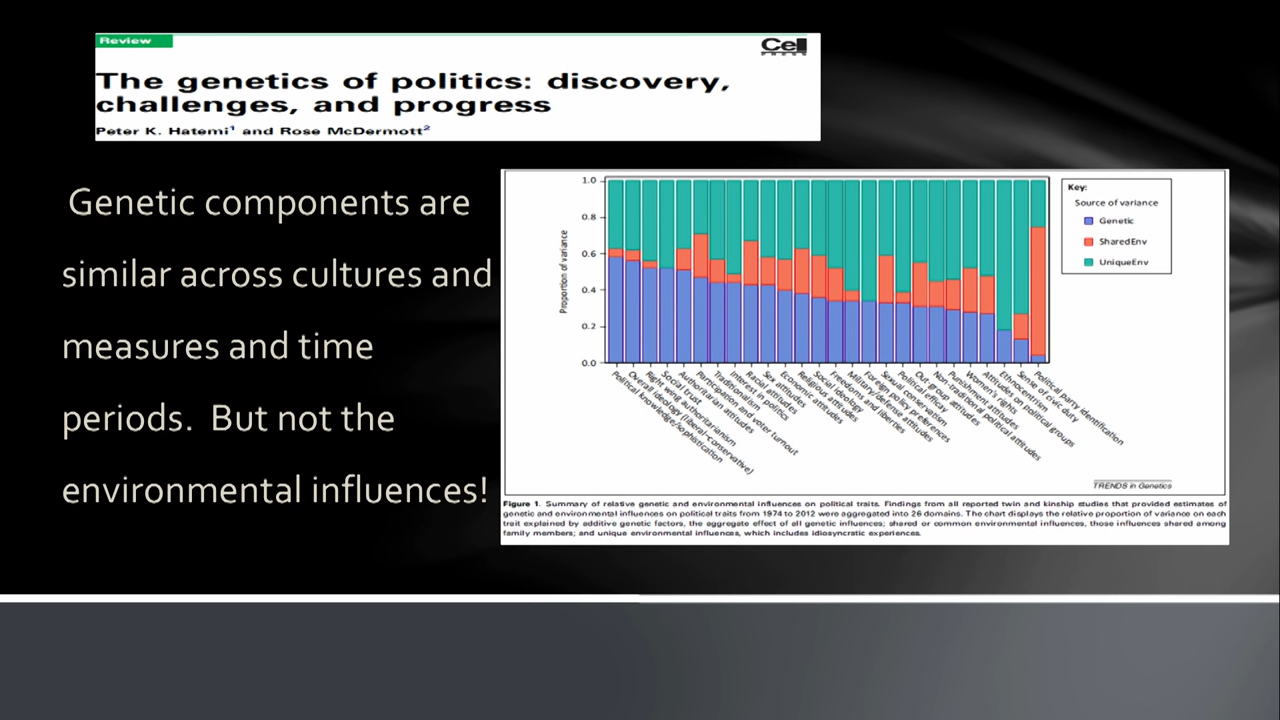 Review
Cell
PRESS
The genetics of politics: discovery,
challenges, and progress
Peter K. Hatemi1 and Rose McDermott2
Genetic components are
similar across cultures and
measures and time
periods. But not the
environmental influences!
1.0
0.8
0.6
0.4
0.2
0.0
Proportion of variance
Political knowledge/sophistication
Overall ideology (liberal-conservative)
Right wing authoritarianism
Social trust
Authoritarian attitudes
Participation and voter turnout
Traditionalism
Interest in politics
Racial attitudes
Sex attitudes
Economic attitudes
Religious attitudes
Social ideology
Freedoms and liberties
Military/defense attitudes
Foreign policy preferences
Sexual conservatism
Political efficacy
Out group attitudes
Non-traditional political attitudes
Punishment attitudes
Women's rights
Attitudes on political groups
Ethnocentrism
Sense of civic duty
Political party identification
Key:
Source of variance
Genetic
SharedEnv
UniqueEnv
TRENDS in Genetics
Figure 1. Summary of relative genetic and environmental influences on political traits. Findings from all reported twin and kinship studies that provided estimates of
genetic and environmental influences on political traits from 1974 to 2012 were aggregated into 26 domains. The chart displays the relative proportion of variance on each
trait explained by additive genetic factors, the aggregate effect of all genetic influences; shared or common environmental influences, those influences shared among
family members; and unique environmental influences, which includes idiosyncratic experiences.